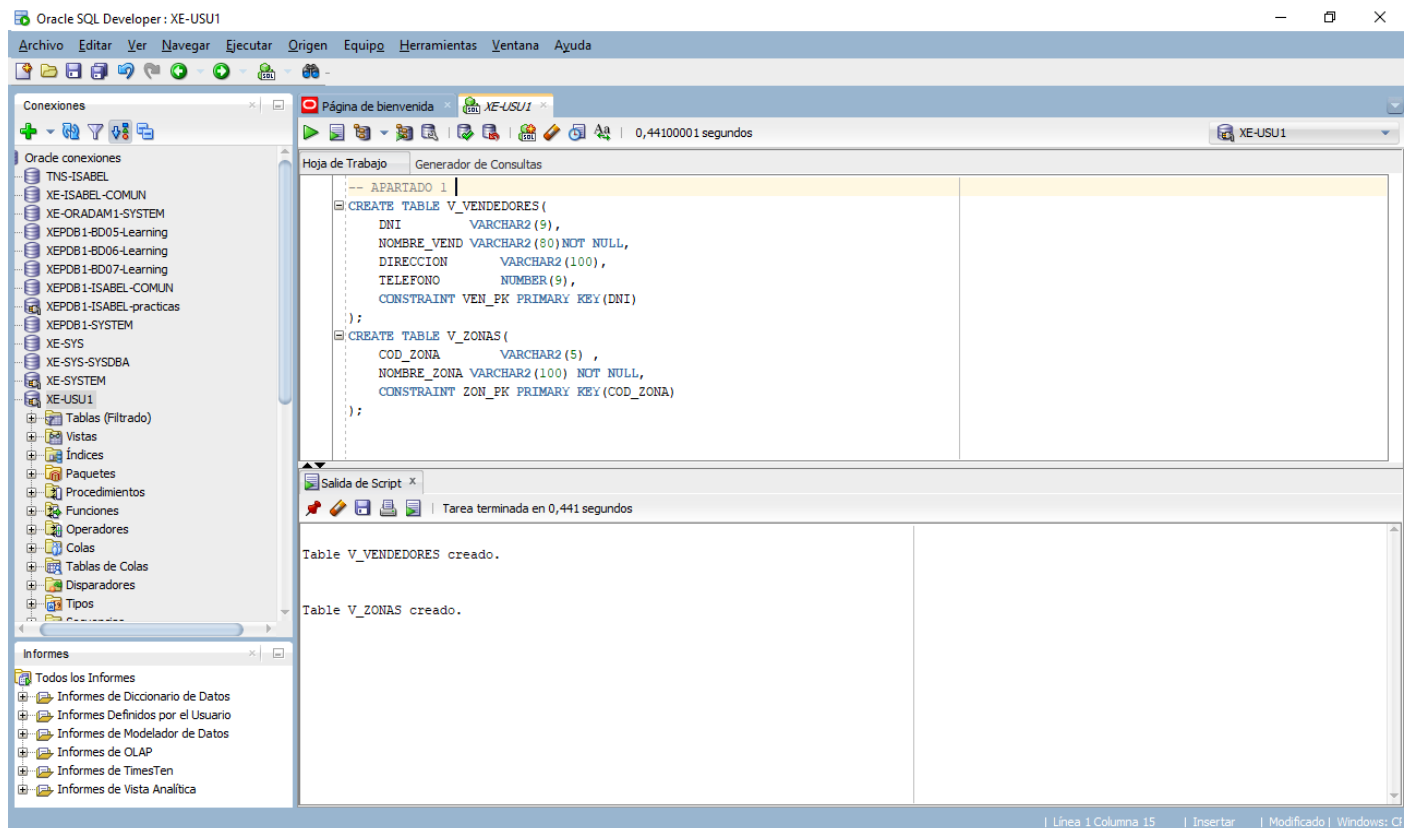 Oracle SQL Developer : XE-USU1
Archivo Editar Ver Navegar Ejecutar Origen Equipo Herramientas Ventana Ayuda
Conexiones
Oracle conexiones
TNS-ISABEL
XE-ISABEL-COMUN
XE-ORADAM1-SYSTEM
XEPDB1-BD05-Learning
XEPDB1-BD06-Learning
XEPDB1-BD07-Learning
XEPDB1-ISABEL-COMUN
XEPDB1-ISABEL-practicas
XEPDB1-SYSTEM
XE-SYS
XE-SYS-SYSDBA
XE-SYSTEM
XE-USU1
Tablas (Filtrado)
Vistas
Índices
Paquetes
Procedimientos
Funciones
Operadores
Colas
Tablas de Colas
Disparadores
Tipos
Informes
Todos los Informes
Informes de Diccionario de Datos
Informes Definidos por el Usuario
Informes de Modelador de Datos
Informes de OLAP
Informes de TimesTen
Informes de Vista Analítica
Página de bienvenida XE-USU1
0,44100001 segundos XE-USU1
Hoja de Trabajo Generador de Consultas
-- APARTADO 1
CREATE TABLE V_VENDEDORES(
DNI VARCHAR2(9),
NOMBRE_VEND VARCHAR2(80)NOT NULL,
DIRECCION VARCHAR2(100),
TELEFONO NUMBER(9),
CONSTRAINT VEN_PK PRIMARY KEY(DNI)
);
CREATE TABLE V_ZONAS(
COD_ZONA VARCHAR2(5) ,
NOMBRE_ZONA VARCHAR2(100) NOT NULL,
CONSTRAINT ZON_PK PRIMARY KEY(COD_ZONA)
);
Salida de Script
Tarea terminada en 0,441 segundos
Table V_VENDEDORES creado.
Table V_ZONAS creado.
| Línea 1 Columna 15 | Insertar | Modificado | Windows: